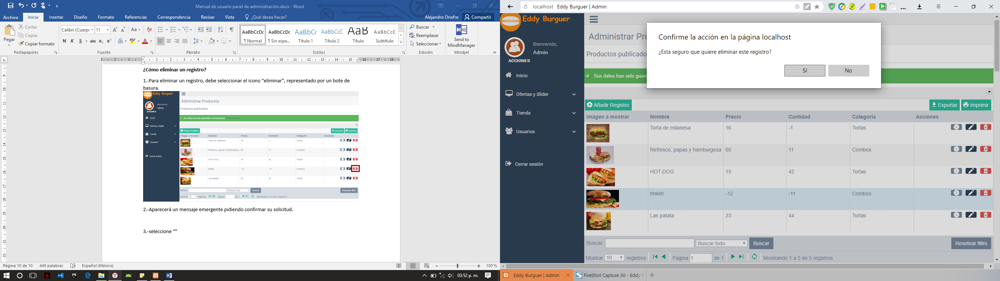 Manual de usuario panel de administración.docx - Word
Archivo Inicio Insertar Diseño Formato Referencias Correspondencia Revisar Vista ¿Qué desea hacer? Alejandro Onofre Compartir
Pegar
Cortar
Copiar
Copiar formato
Portapapeles
Calibri (Cuerpo 11
Aa
N K S abc x₂ x² A A
Fuente
Párrafo
AaBbCcDc AaBbCcDc AaBbCc AaBbCcE AaB AaBbCcD
¶ Normal ¶ Sin espa... Título 1 Título 2 Título Subtítulo
Estilos
Buscar
Reemplazar
Seleccionar
Edición
Send to
MindManager
Mindjet
¿Cómo eliminar un registro?
1.-Para eliminar un registro, debe seleccionar el icono “eliminar”, representado por un bote de
basura.
Eddy Burguer
Bienvenido,
Admin
ACCIONES
Inicio
Ofertas y Slider
Tienda
Usuarios
Cerrar sesión
Administrar Productos
Productos publicados
Sus datos han sido guardados correctamente.
Añadir Registro Exportar Imprimir
Imágen a mostrar Nombre Precio Cantidad Categoría Acciones
Torta de milanesa 16 -1 Tortas
Refresco, papas y hamburgesa 60 11 Combos
HOT-DOG 15 42 Tortas
hhkkh -12 -11 Combos
Las patata 23 44 Tortas
Buscar: Buscar todo Buscar Resetear filtro
Mostrar 10 registros Pagina 1 de 1 Mostrando 1 a 5 de 5 registros
2.-Aparecerá un mensaje emergente pidiendo confirmar su solicitud.
3.-seleccione “”
Página 10 de 10 449 palabras Español (México) 100 %
03:52 p. m.
localhost Eddy Burguer | Admin
Eddy Burguer
Bienvenido,
Admin
ACCIONES
Inicio
Ofertas y Slider
Tienda
Usuarios
Cerrar sesión
Administrar Pr
Productos publicado
Sus datos han sido guar
Confirme la acción en la página localhost
¿Esta seguro que quiere eliminar este registro?
Sí No
Añadir Registro Exportar Imprimir
Imágen a mostrar Nombre Precio Cantidad Categoría Acciones
Torta de milanesa 16 -1 Tortas
Refresco, papas y hamburgesa 60 11 Combos
HOT-DOG 15 42 Tortas
hhkkh -12 -11 Combos
Las patata 23 44 Tortas
Buscar: Buscar todo Buscar Resetear filtro
Mostrar 10 registros Pagina 1 de 1 Mostrando 1 a 5 de 5 registros
Eddy Burguer | Admin FireShot Capture 30 - Eddy